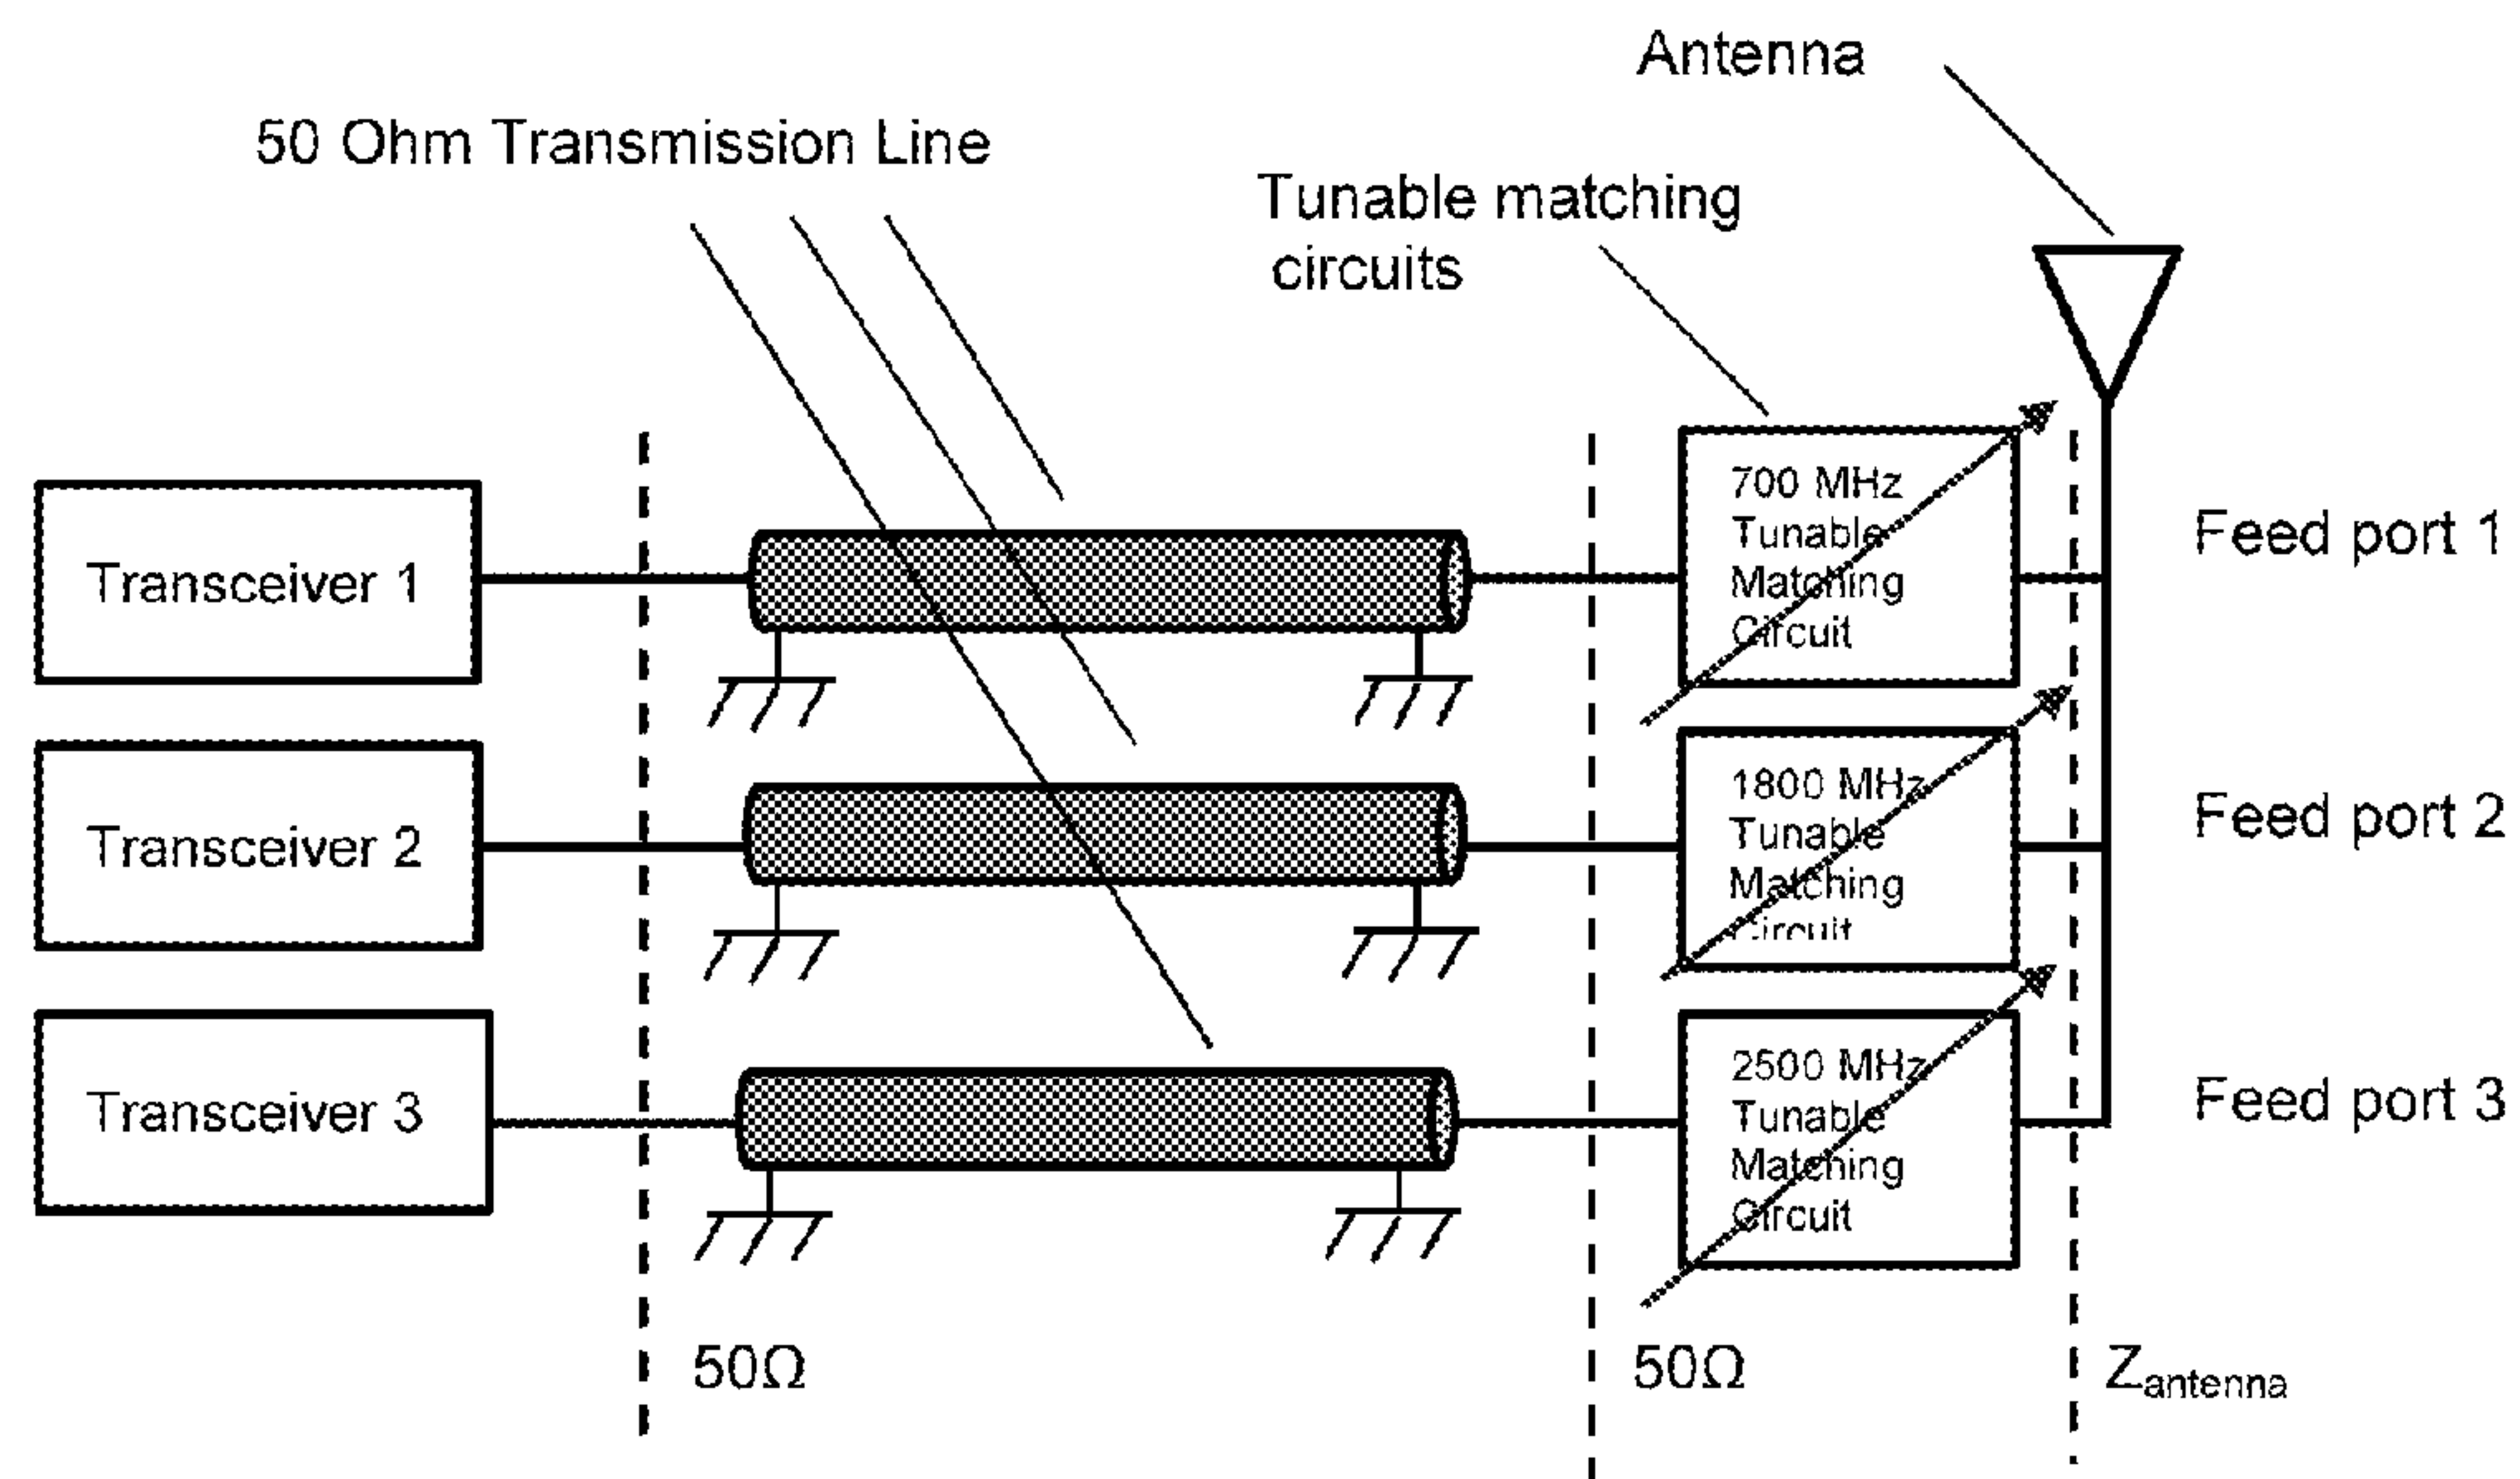 Antenna
50 Ohm Transmission Line
Tunable matching
circuits
Transceiver 1
700 MHz
Tunable
Matching
Circuit
Feed port 1
Transceiver 2
1800 MHz
Tunable
Matching
Circuit
Feed port 2
Transceiver 3
2500 MHz
Tunable
Matching
Circuit
Feed port 3
50Ω
50Ω
Zantenna